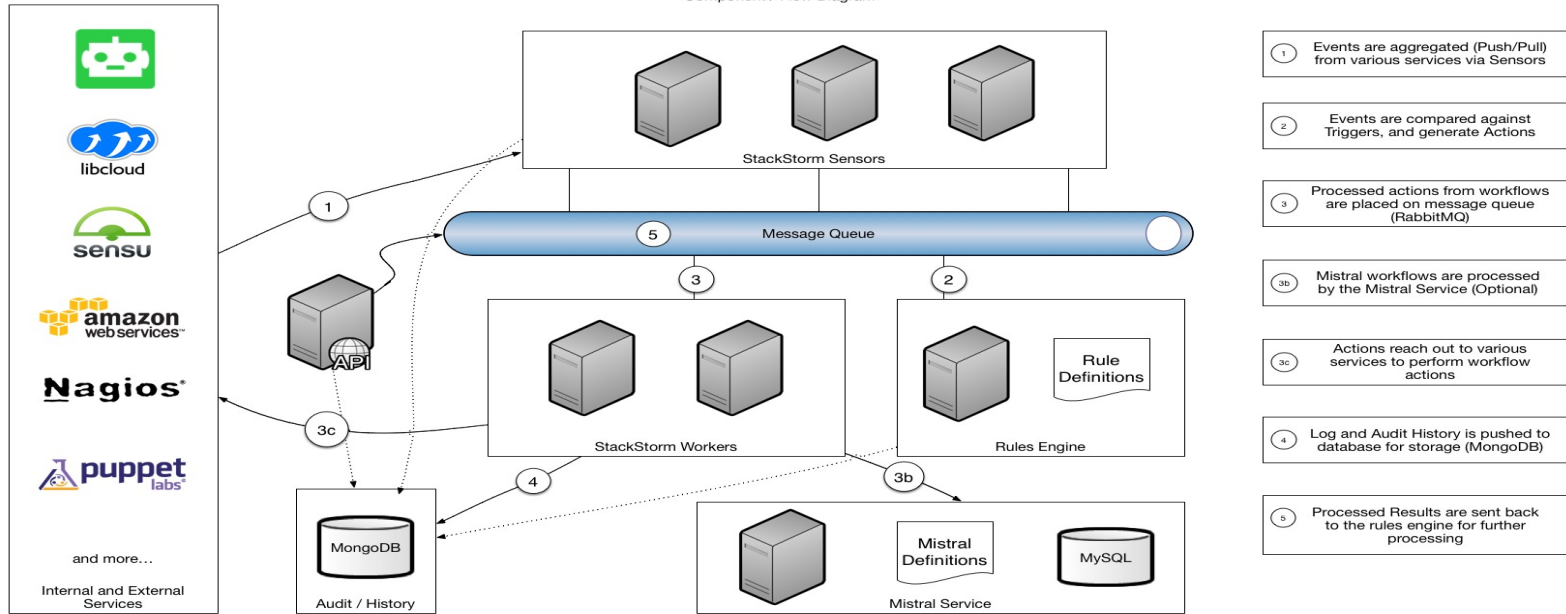 libcloud
sensu
amazon
webservices™
Nagios®
puppet
labs®
and more...
Internal and External
Services
1
API
3c
StackStorm Sensors
5
Message Queue
3
2
StackStorm Workers
Rule
Definitions
Rules Engine
4
3b
MongoDB
Audit / History
Mistral
Definitions
MySQL
Mistral Service
1
Events are aggregated (Push/Pull)
from various services via Sensors
2
Events are compared against
Triggers, and generate Actions
3
Processed actions from workflows
are placed on message queue
(RabbitMQ)
3b
Mistral workflows are processed
by the Mistral Service (Optional)
3c
Actions reach out to various
services to perform workflow
actions
4
Log and Audit History is pushed to
database for storage (MongoDB)
5
Processed Results are sent back
to the rules engine for further
processing